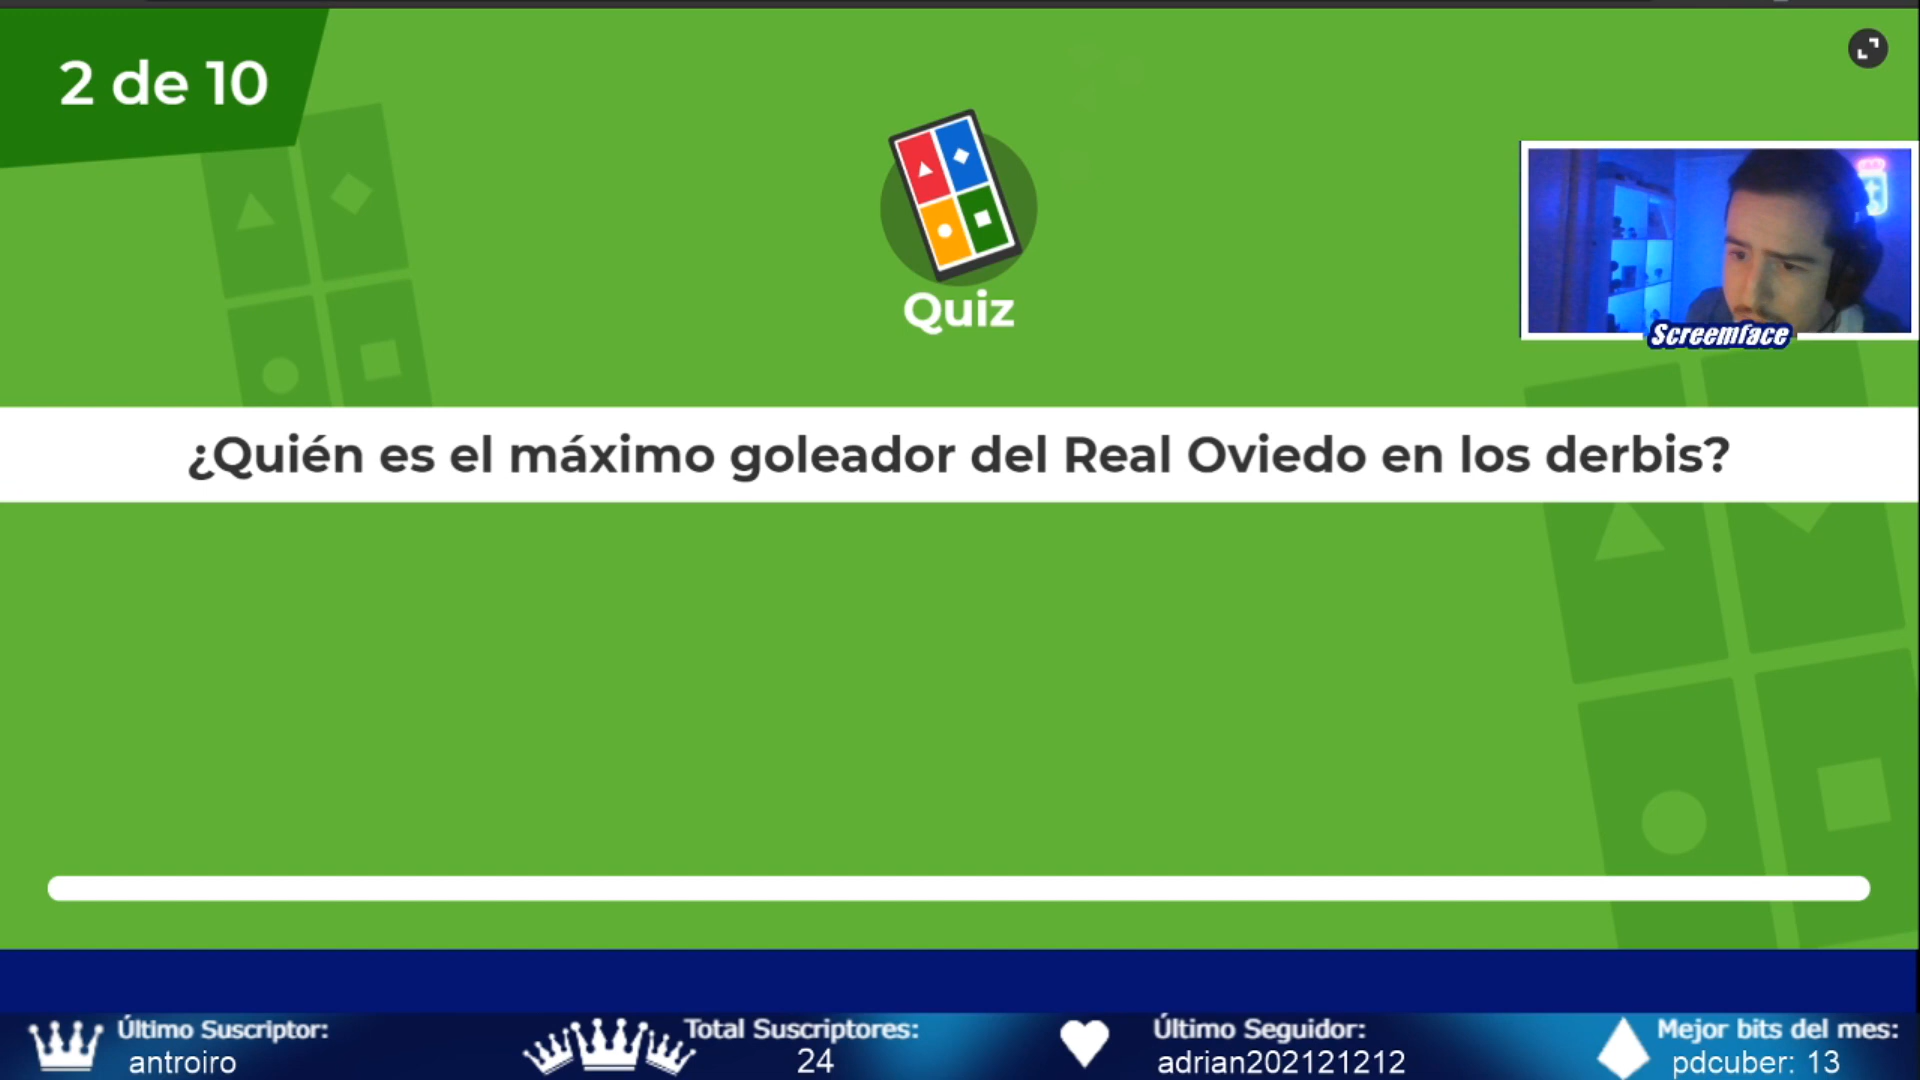 2 de 10
Quiz
Screemface
¿Quién es el máximo goleador del Real Oviedo en los derbis?
Último Suscriptor:
antroiro
Total Suscriptores:
24
Último Seguidor:
adrian202121212
Mejor bits del mes:
pdcuber: 13